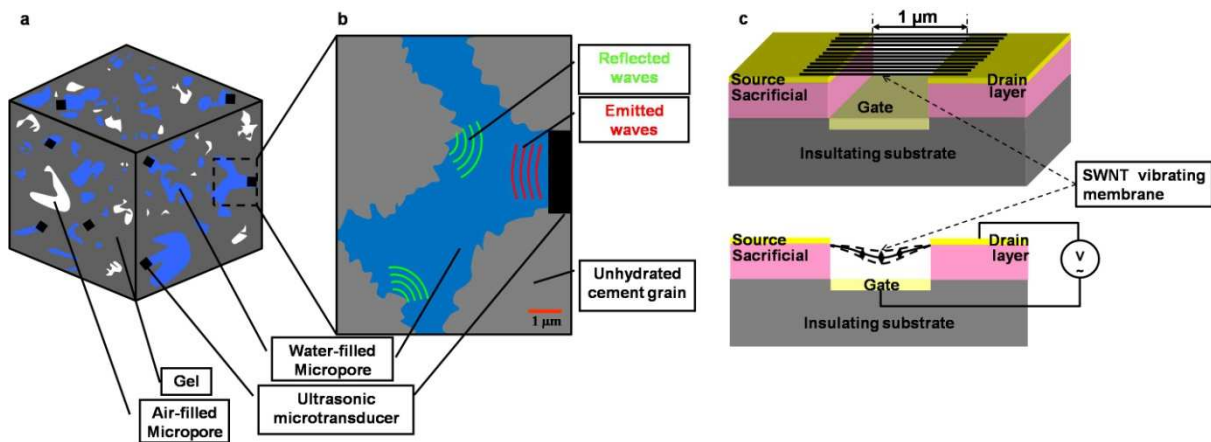 a
Gel
Air-filled
Micropore
b
Reflected
waves
Emitted
waves
Unhydrated
cement grain
1 µm
Water-filled
Micropore
Ultrasonic
microtransducer
c
1 µm
Source
Sacrificial
Drain
layer
Gate
Insultating substrate
SWNT vibrating
membrane
Source
Sacrificial
Drain
layer
Gate
Insulating substrate
V
~